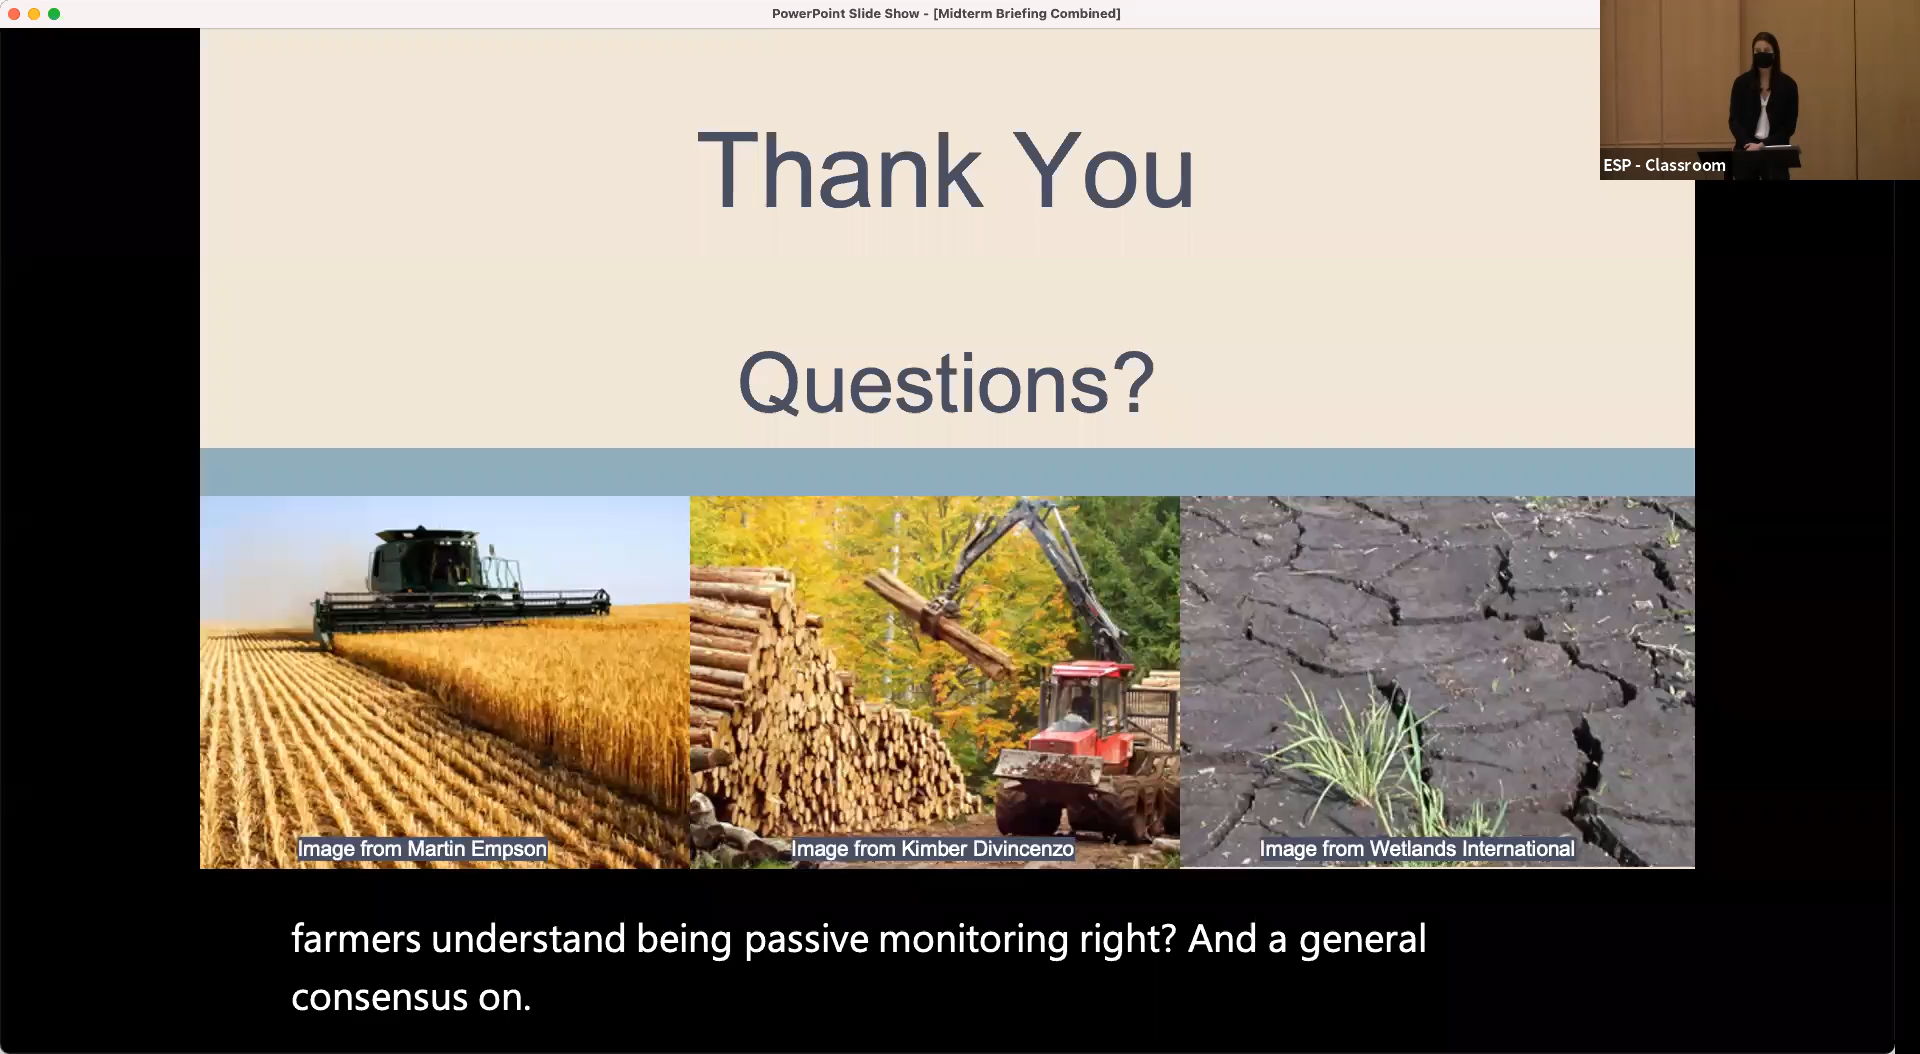 PowerPoint Slide Show - [Midterm Briefing Combined]
ESP - Classroom
Thank You
Questions?
Image from Martin Empson
Image from Kimber Divincenzo
Image from Wetlands International
farmers understand being passive monitoring right? And a general
consensus on.